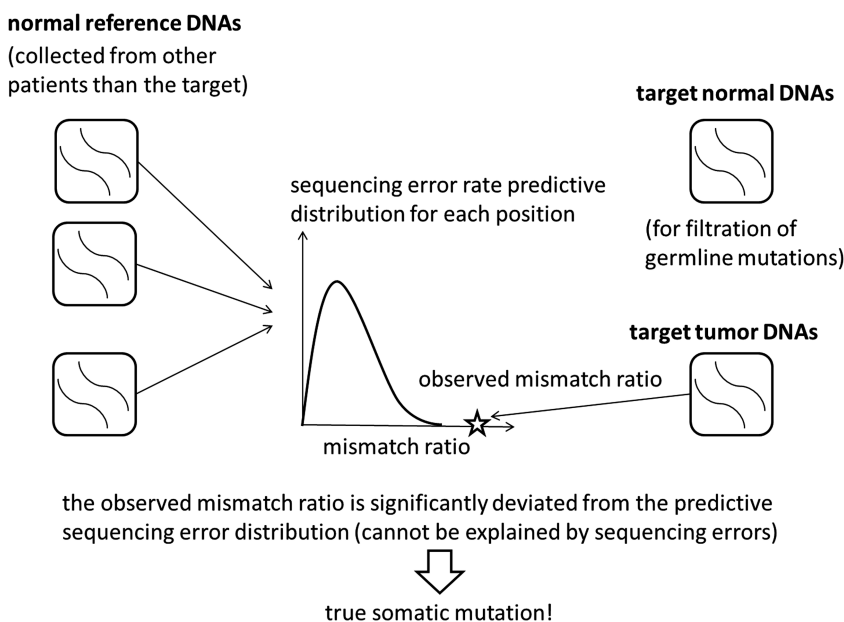 normal reference DNAs
(collected from other
patients than the target)
target normal DNAs
(for filtration of
germline mutations)
sequencing error rate predictive
distribution for each position
target tumor DNAs
observed mismatch ratio
mismatch ratio
the observed mismatch ratio is significantly deviated from the predictive
sequencing error distribution (cannot be explained by sequencing errors)
true somatic mutation!